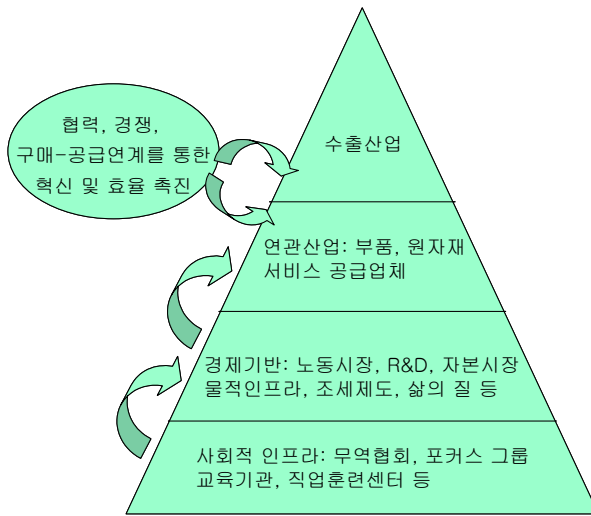 협력, 경쟁,
구매-공급연계를 통한
혁신 및 효율 촉진
수출산업
연관산업: 부품, 원자재
서비스 공급업체
경제기반: 노동시장, R&D, 자본시장
물적인프라, 조세제도, 삶의 질 등
사회적 인프라: 무역협회, 포커스 그룹
교육기관, 직업훈련센터 등